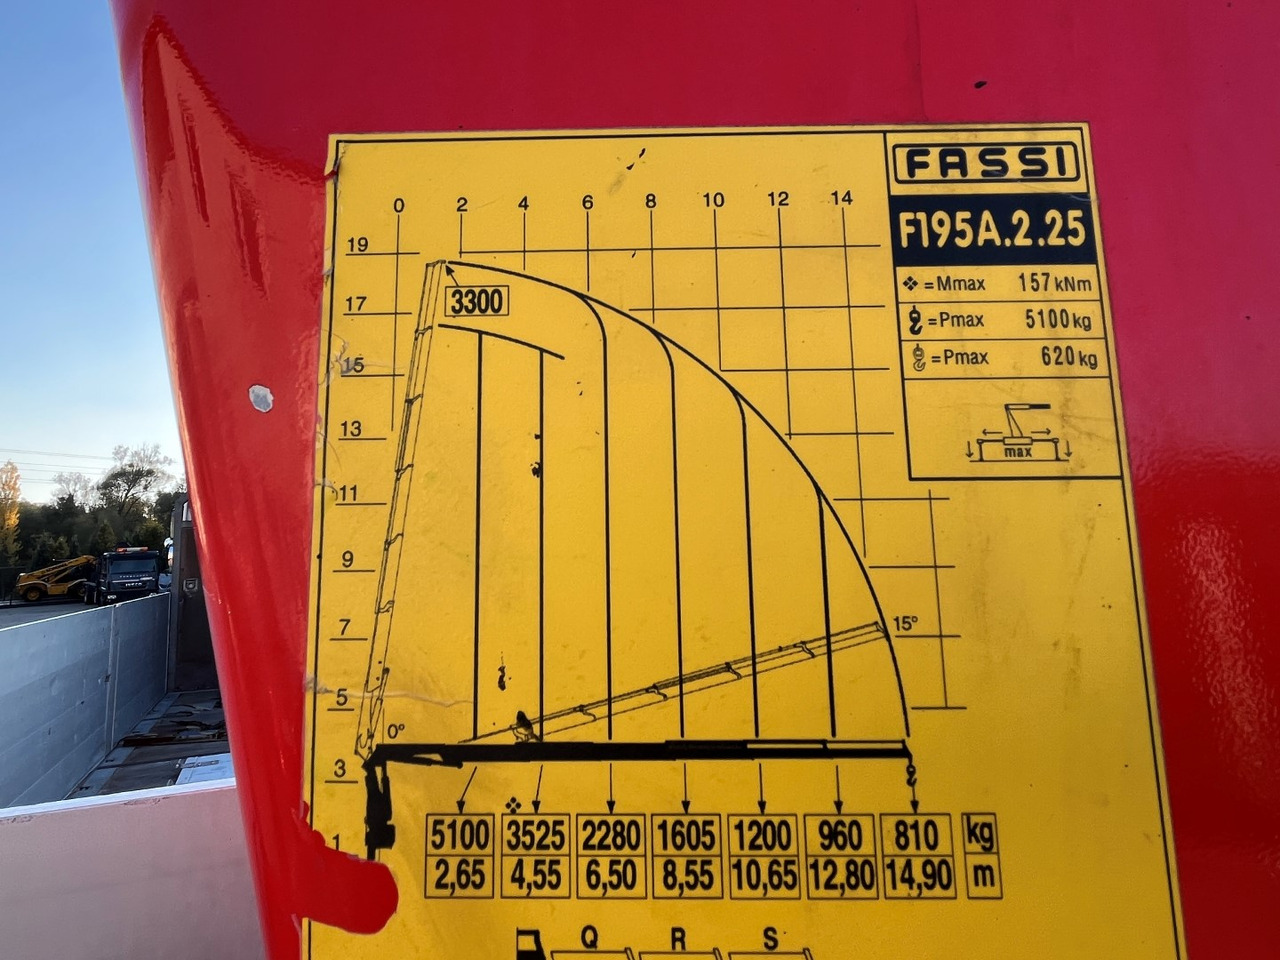 FASSI
F195A.2.25
❖ = Mmax 157 kNm
=Pmax 5100 kg
=Pmax 620 kg
max
0 2 4 6 8 10 12 14
19
17
15
13
11
9
7
5
3
1
3300
15°
0°
❖
5100 3525 2280 1605 1200 960 810 kg
2,65 4,55 6,50 8,55 10,65 12,80 14,90 m
Q R S